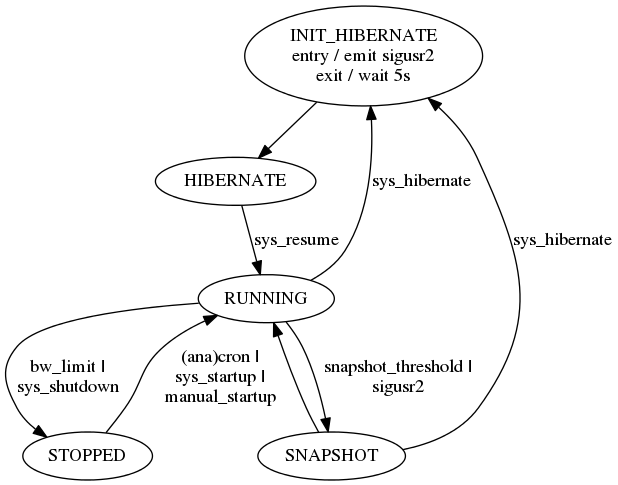 INIT_HIBERNATE
entry / emit sigusr2
exit / wait 5s
HIBERNATE
sys_hibernate
sys_resume
sys_hibernate
RUNNING
bw_limit |
sys_shutdown
(ana)cron |
sys_startup |
manual_startup
snapshot_threshold |
sigusr2
STOPPED
SNAPSHOT